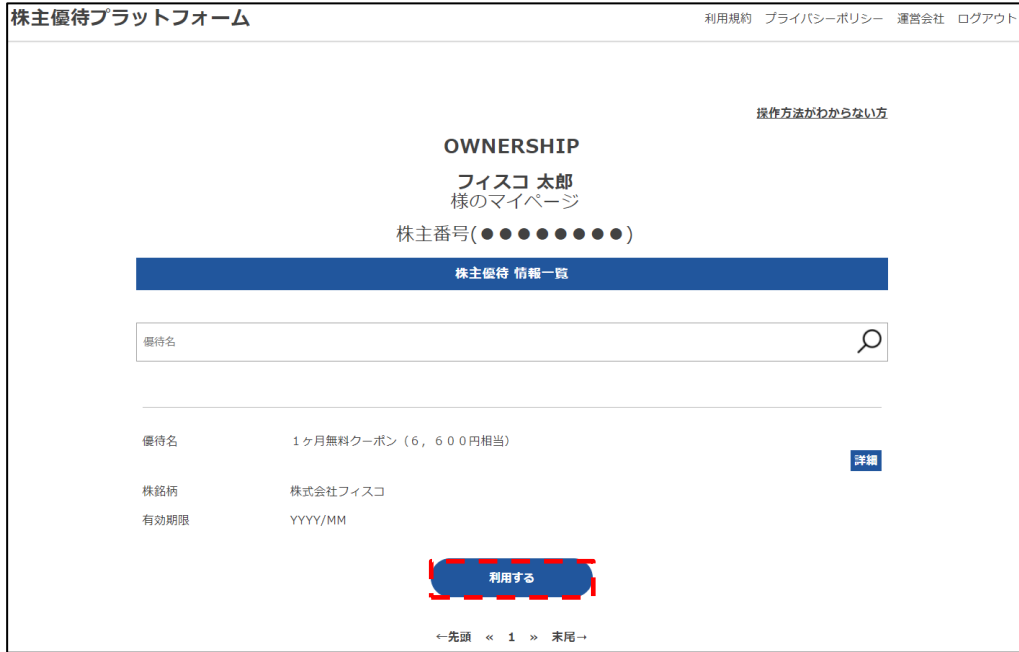 株主優待プラットフォーム
利用規約 プライバシーポリシー 運営会社 ログアウト
操作方法がわからない方
OWNERSHIP
フィスコ 太郎
様のマイページ
株主番号(●●●●●●●●)
株主優待 情報一覧
優待名
優待名 1ヶ月無料クーポン（6，600円相当）
詳細
株銘柄 株式会社フィスコ
有効期限 YYYY/MM
利用する
←先頭 « 1 » 末尾→